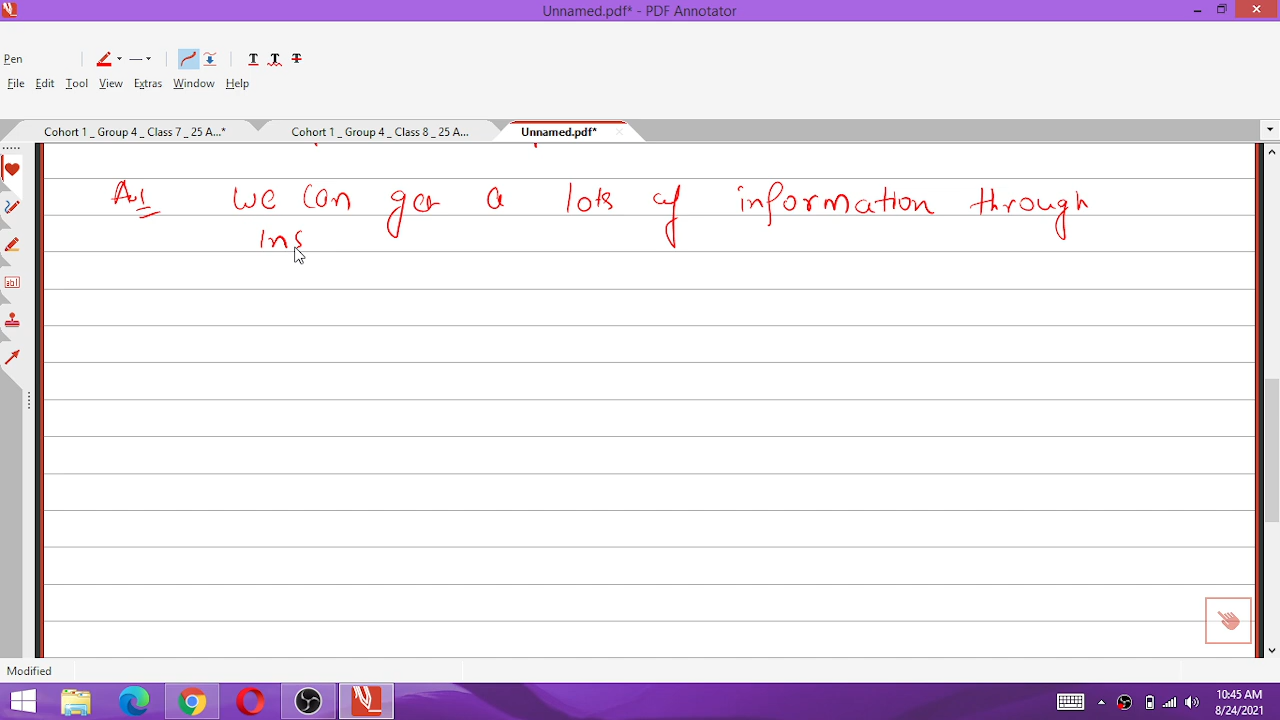 Unnamed.pdf* - PDF Annotator
Pen
T T T
File Edit Tool View Extras Window Help
Cohort 1 _ Group 4 _ Class 7 _ 25 A...* Cohort 1 _ Group 4 _ Class 8 _ 25 A... Unnamed.pdf*
we can get a lots of information through
ins
Modified
10:45 AM
8/24/2021